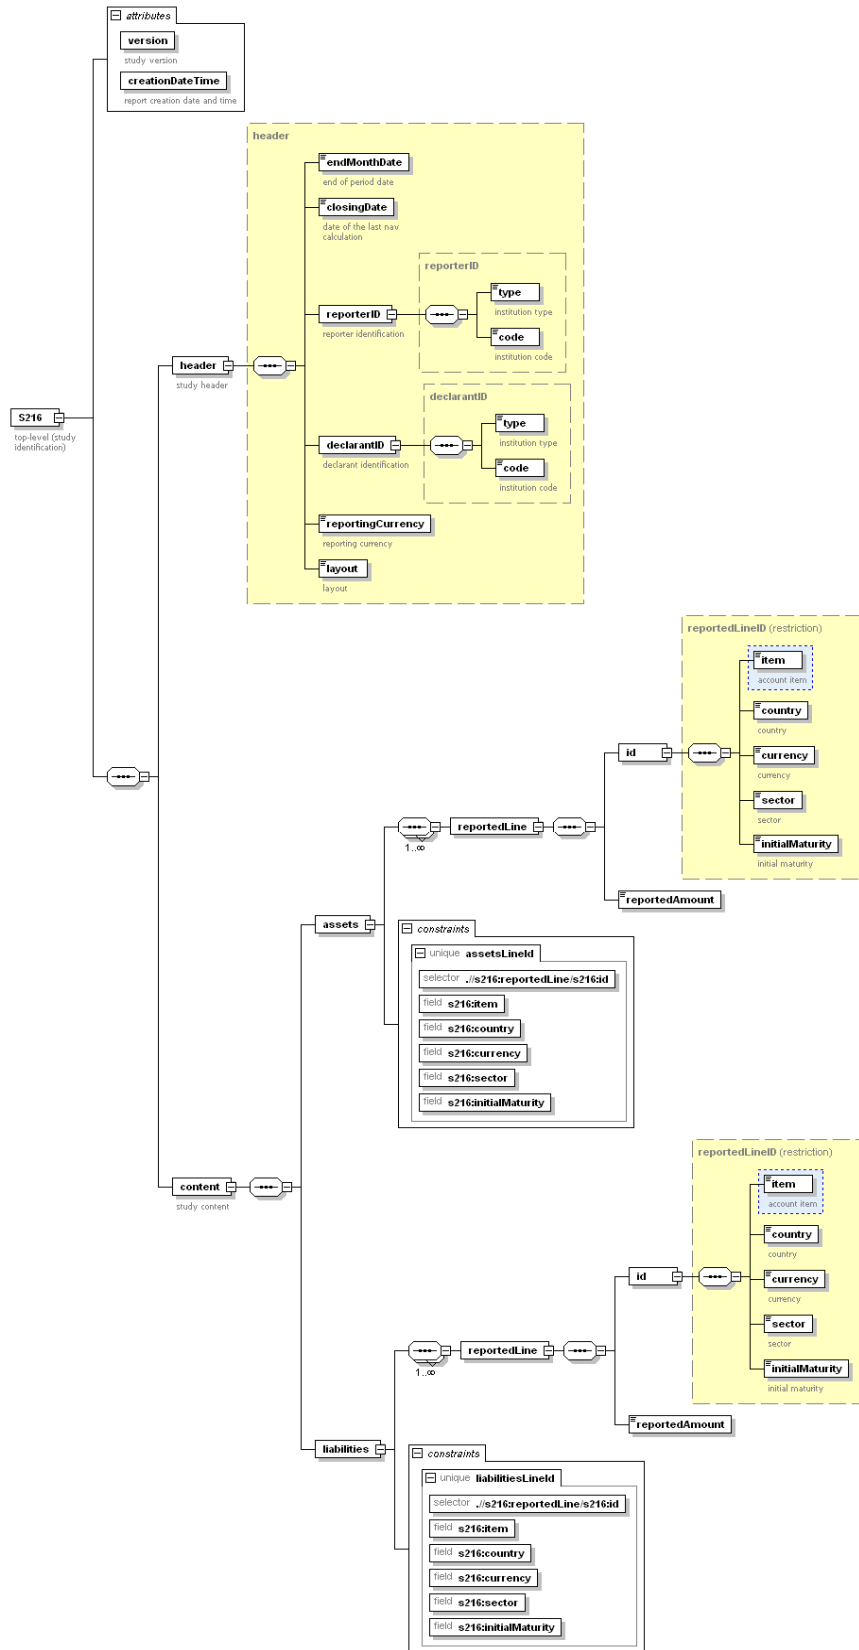 attributes
version
study version
creationDateTime
report creation date and time
header
endMonthDate
end of period date
closingDate
date of the last nav
calculation
reporterID
type
institution type
reporterID
reporter identification
code
institution code
header
study header
declarantID
type
institution type
declarantID
declarant identification
code
institution code
S216
top-level (study
identification)
reportingCurrency
reporting currency
layout
layout
reportedLineID (restriction)
item
account item
country
country
id
currency
currency
sector
sector
reportedLine
1..∞
initialMaturity
initial maturity
reportedAmount
assets
constraints
unique assetsLineId
selector .//s216:reportedLine/s216:id
field s216:item
field s216:country
field s216:currency
field s216:sector
field s216:initialMaturity
reportedLineID (restriction)
content
study content
item
account item
country
country
id
currency
currency
sector
sector
reportedLine
1..∞
initialMaturity
initial maturity
reportedAmount
liabilities
constraints
unique liabilitiesLineId
selector .//s216:reportedLine/s216:id
field s216:item
field s216:country
field s216:currency
field s216:sector
field s216:initialMaturity